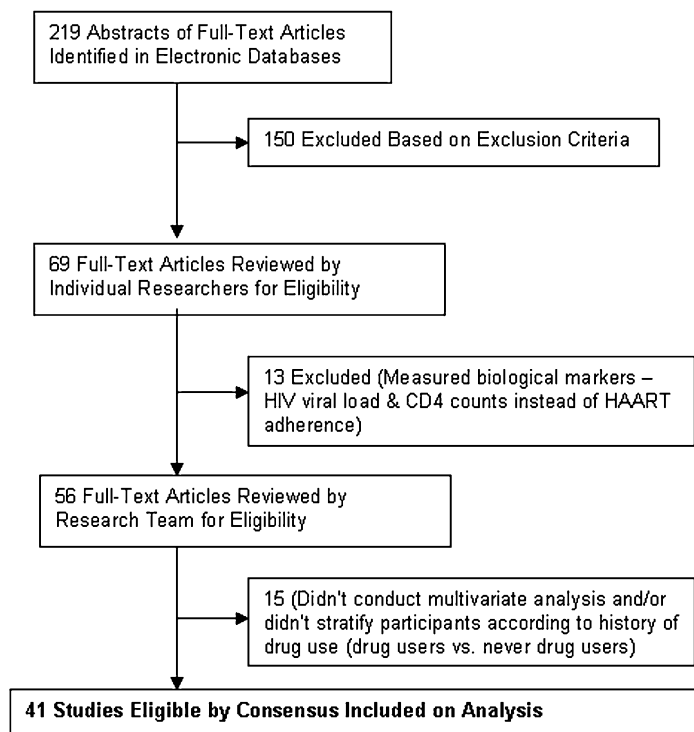 219 Abstracts of Full-Text Articles
Identified in Electronic Databases
150 Excluded Based on Exclusion Criteria
69 Full-Text Articles Reviewed by
Individual Researchers for Eligibility
13 Excluded (Measured biological markers –
HIV viral load & CD4 counts instead of HAART
adherence)
56 Full-Text Articles Reviewed by
Research Team for Eligibility
15 (Didn't conduct multivariate analysis and/or
didn't stratify participants according to history of
drug use (drug users vs. never drug users)
41 Studies Eligible by Consensus Included on Analysis